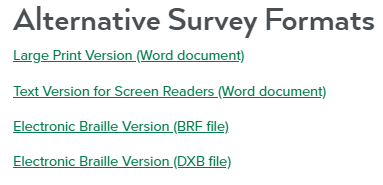 Alternative Survey Formats
Large Print Version (Word document)
Text Version for Screen Readers (Word document)
Electronic Braille Version (BRF file)
Electronic Braille Version (DXB file)